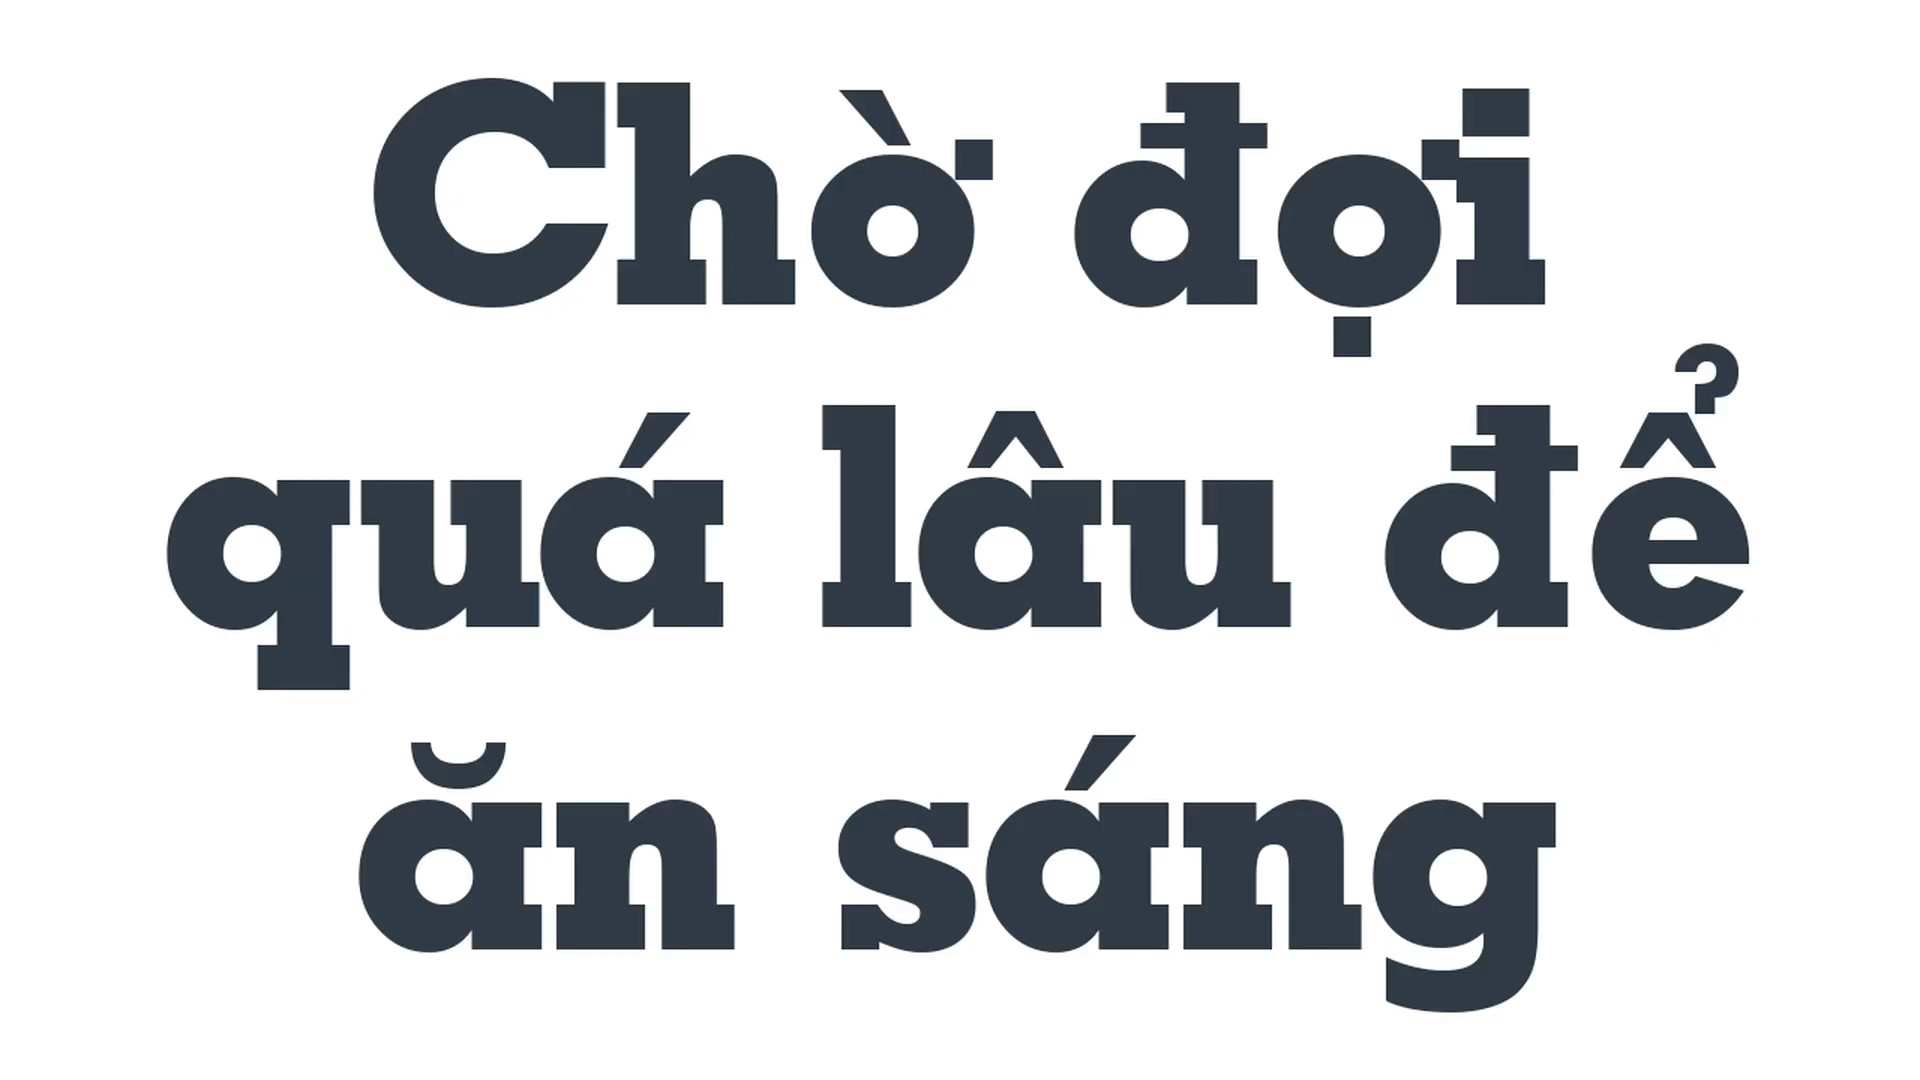 Chờ đợi
quá lâu để
ăn sáng